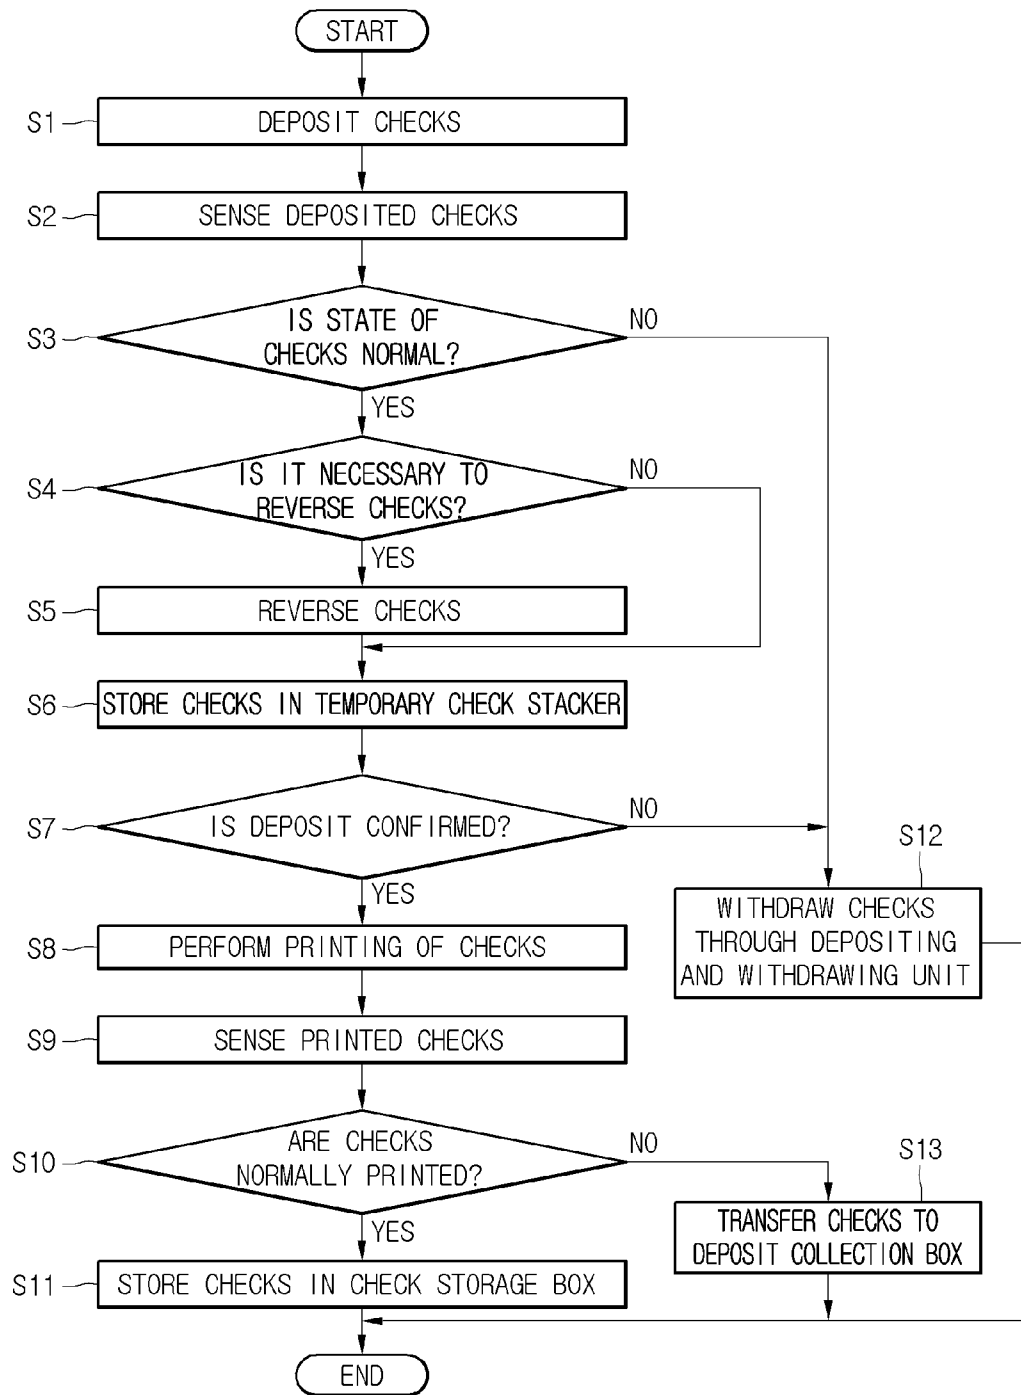 START
S1
DEPOSIT CHECKS
S2
SENSE DEPOSITED CHECKS
S3
IS STATE OF
CHECKS NORMAL?
NO
YES
S4
IS IT NECESSARY TO
REVERSE CHECKS?
NO
YES
S5
REVERSE CHECKS
S6
STORE CHECKS IN TEMPORARY CHECK STACKER
S7
IS DEPOSIT CONFIRMED?
NO
YES
S12
WITHDRAW CHECKS
THROUGH DEPOSITING
AND WITHDRAWING UNIT
S8
PERFORM PRINTING OF CHECKS
S9
SENSE PRINTED CHECKS
S10
ARE CHECKS
NORMALLY PRINTED?
NO
YES
S13
TRANSFER CHECKS TO
DEPOSIT COLLECTION BOX
S11
STORE CHECKS IN CHECK STORAGE BOX
END